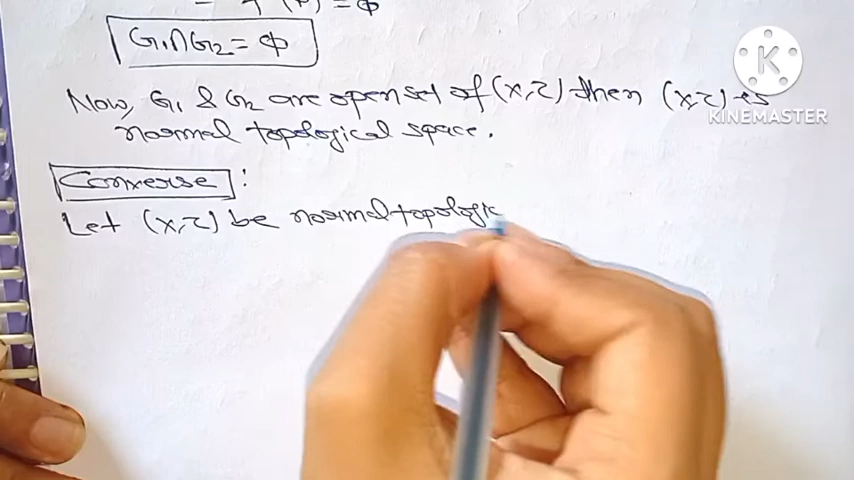 = f (φ) = φ
G₁∩G₂ = φ
Now, G₁ & G₂ are open set of (X,τ) then (X,τ) is
normal topological space.
Converse :
Let (X,τ) be normal topologic
K
KINEMASTER